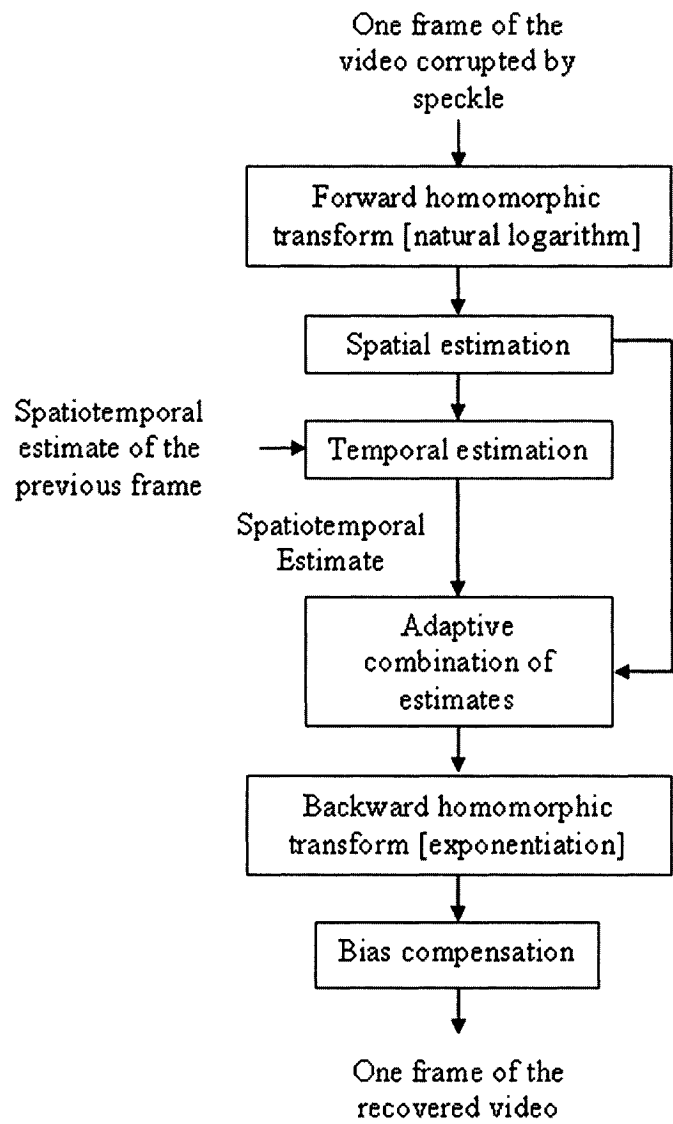 One frame of the
video corrupted by
speckle
Forward homomorphic
transform [natural logarithm]
Spatial estimation
Spatiotemporal
estimate of the
previous frame
Temporal estimation
Spatiotemporal
Estimate
Adaptive
combination of
estimates
Backward homomorphic
transform [exponentiation]
Bias compensation
One frame of the
recovered video